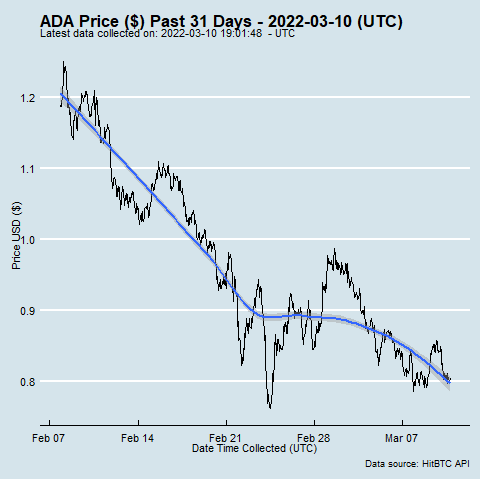 ADA Price ($) Past 31 Days - 2022-03-10 (UTC)
Latest data collected on: 2022-03-10 19:01:48  - UTC
Price USD ($)
1.2
1.1
1.0
0.9
0.8
Feb 07 Feb 14 Feb 21 Feb 28 Mar 07
Date Time Collected (UTC)
Data source: HitBTC API